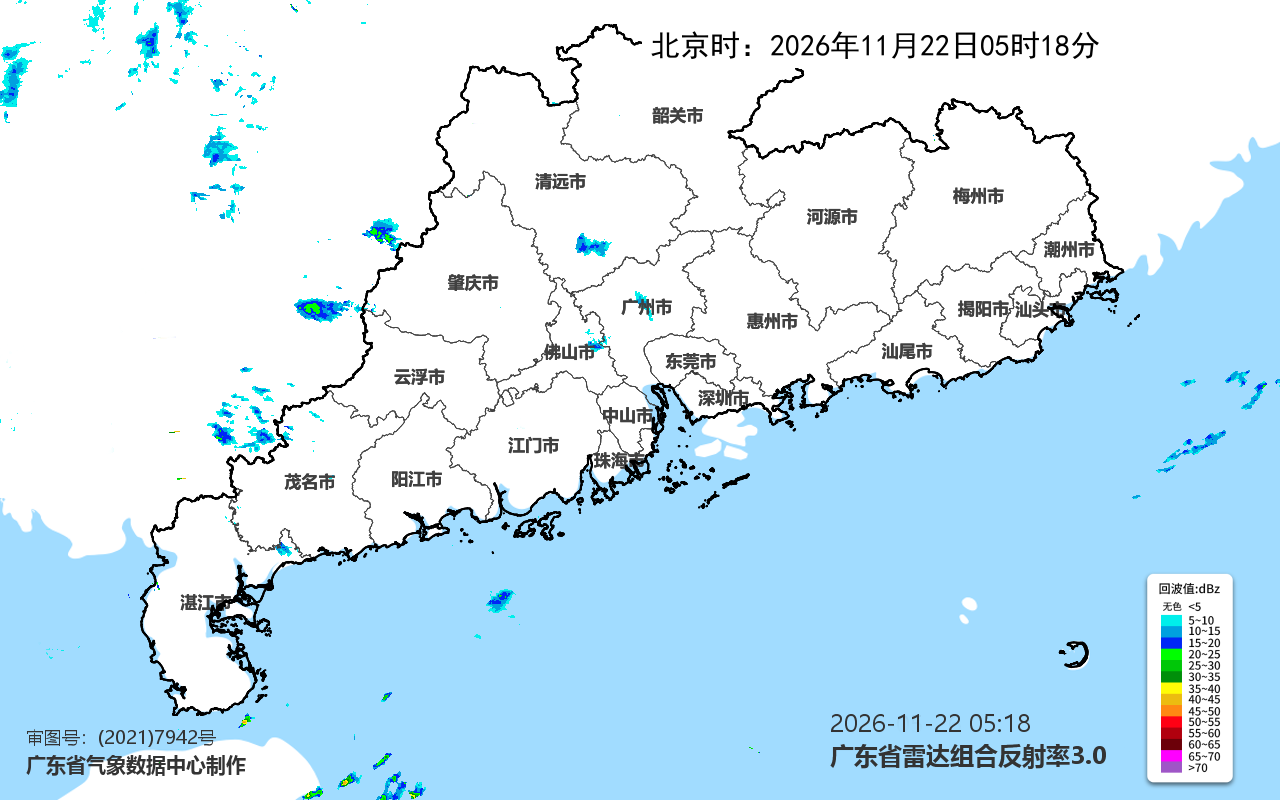 北京时：2026年11月22日05时18分
韶关市
清远市
梅州市
河源市
潮州市
肇庆市
广州市
揭阳市
汕头市
惠州市
佛山市
汕尾市
东莞市
云浮市
深圳市
中山市
江门市
珠海市
茂名市
阳江市
湛江市
回波值:dBz
无色 <5
5~10
10~15
15~20
20~25
25~30
30~35
35~40
40~45
45~50
50~55
55~60
60~65
65~70
>70
2026-11-22 05:18
广东省雷达组合反射率3.0
审图号：(2021)7942号
广东省气象数据中心制作